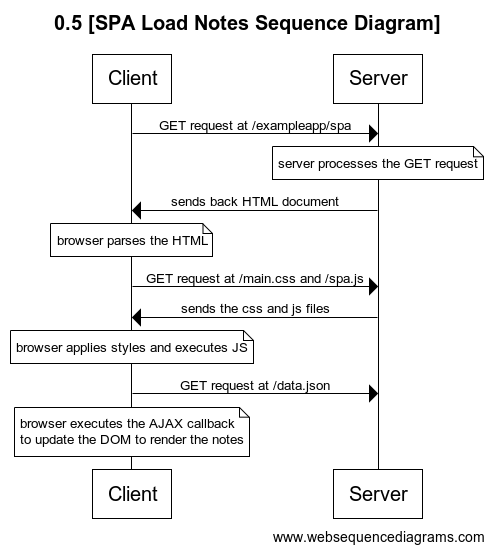 0.5 [SPA Load Notes Sequence Diagram]
Client
Server
GET request at /exampleapp/spa
server processes the GET request
sends back HTML document
browser parses the HTML
GET request at /main.css and /spa.js
sends the css and js files
browser applies styles and executes JS
GET request at /data.json
browser executes the AJAX callback
to update the DOM to render the notes
Client
Server
www.websequencediagrams.com